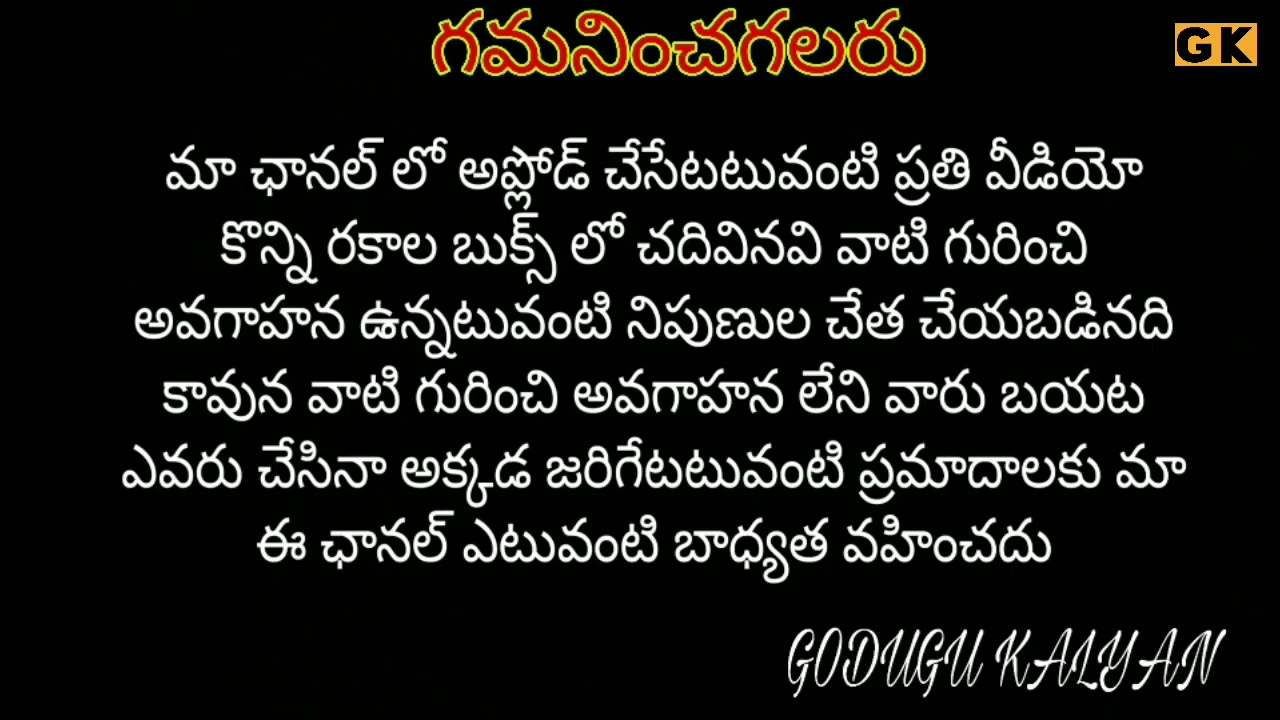 గమనించగలరు
GK
మా ఛానల్ లో అప్లోడ్ చేసేటటువంటి ప్రతి వీడియో
కొన్ని రకాల బుక్స్ లో చదివినవి వాటి గురించి
అవగాహన ఉన్నటువంటి నిపుణుల చేత చేయబడినది
కావున వాటి గురించి అవగాహన లేని వారు బయట
ఎవరు చేసినా అక్కడ జరిగేటటువంటి ప్రమాదాలకు మా
ఈ ఛానల్ ఎటువంటి బాధ్యత వహించదు
GODUGU KALYAN